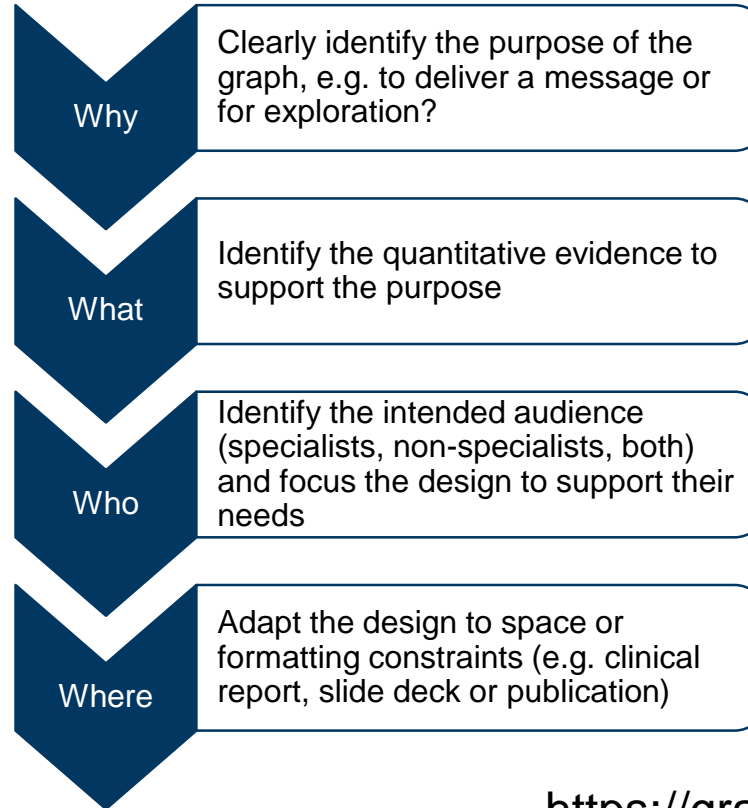 Why
Clearly identify the purpose of the
graph, e.g. to deliver a message or
for exploration?
What
Identify the quantitative evidence to
support the purpose
Who
Identify the intended audience
(specialists, non-specialists, both)
and focus the design to support their
needs
Where
Adapt the design to space or
formatting constraints (e.g. clinical
report, slide deck or publication)